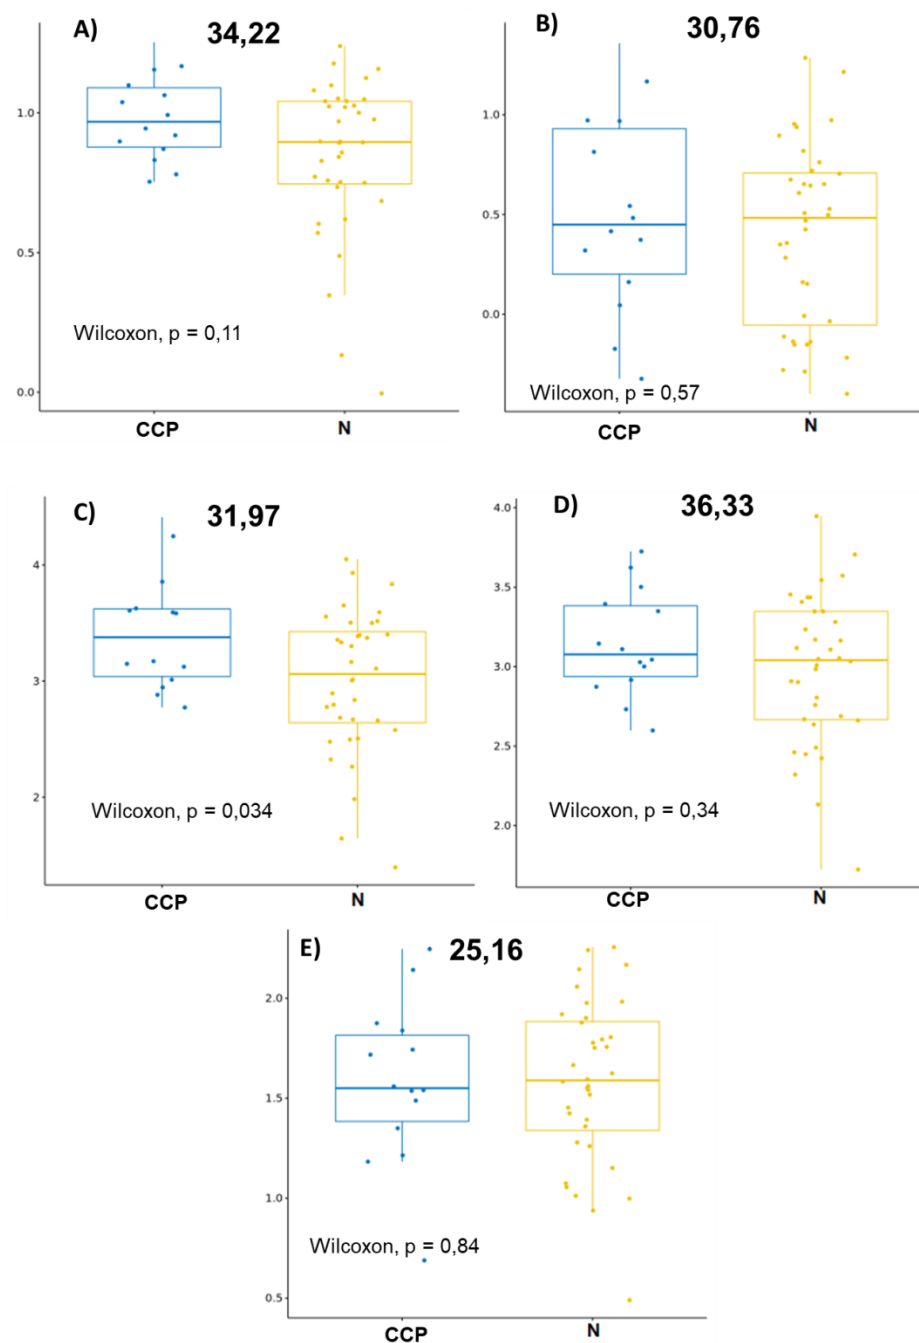 A) 34,22
1.0
0.5
0.0
Wilcoxon, p = 0,11
CCP N
B) 30,76
1.0
0.5
0.0
Wilcoxon, p = 0,57
CCP N
C) 31,97
4
3
2
Wilcoxon, p = 0,034
CCP N
D) 36,33
4.0
3.5
3.0
2.5
2.0
Wilcoxon, p = 0,34
CCP N
E) 25,16
2.0
1.5
1.0
0.5
Wilcoxon, p = 0,84
CCP N